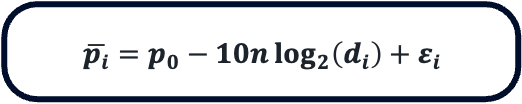 p̄ᵢ = p₀ − 10n log₂(dᵢ) + εᵢ